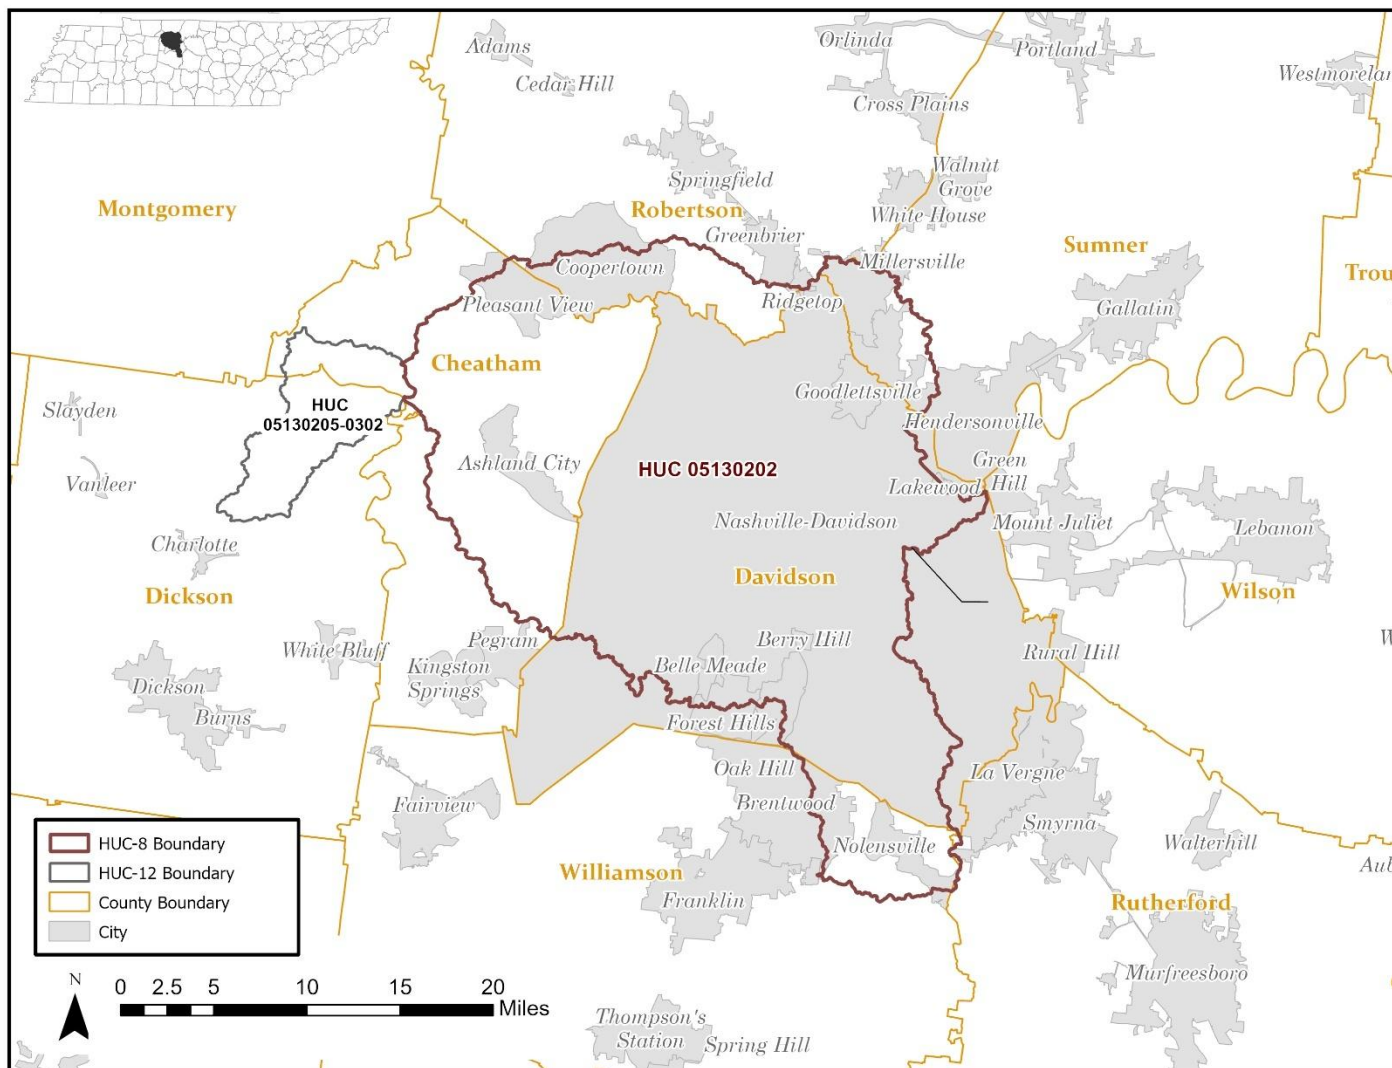 Adams
Cedar Hill
Orlinda
Portland
Cross Plains
Westmorelan
Springfield
Walnut
Grove
White House
Montgomery
Robertson
Greenbrier
Sumner
Millersville
Coopertown
Ridgetop
Pleasant View
Trou
Gallatin
Cheatham
Goodlettsville
Slayden
HUC
05130205-0302
Hendersonville
Ashland City
HUC 05130202
Green
Hill
Lakewood
Vanleer
Nashville-Davidson
Mount Juliet
Lebanon
Charlotte
Dickson
Davidson
Wilson
W
White Bluff
Pegram
Kingston
Springs
Belle Meade
Berry Hill
Rural Hill
Dickson
Burns
Forest Hills
Oak Hill
La Vergne
Fairview
Brentwood
Smyrna
Nolensville
Walterhill
Williamson
Aub
Franklin
Rutherford
Murfreesboro
HUC-8 Boundary
HUC-12 Boundary
County Boundary
City
N
0 2.5 5 10 15 20
Miles
Thompson's
Station
Spring Hill